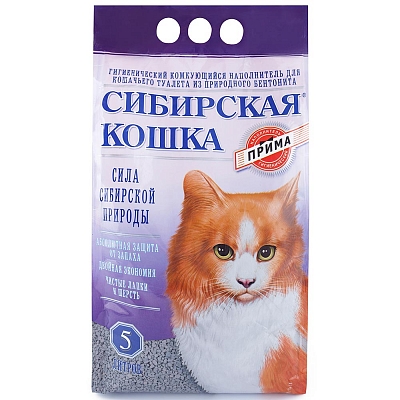 ГИГИЕНИЧЕСКИЙ КОМКУЮЩИЙСЯ НАПОЛНИТЕЛЬ ДЛЯ
КОШАЧЬЕГО ТУАЛЕТА ИЗ ПРИРОДНОГО БЕНТОНИТА
СИБИРСКАЯ
КОШКА
ПРИМА
СИЛА
СИБИРСКОЙ
ПРИРОДЫ
АБСОЛЮТНАЯ ЗАЩИТА
ОТ ЗАПАХА
ДВОЙНАЯ ЭКОНОМИЯ
ЧИСТЫЕ ЛАПКИ
И ШЕРСТЬ
5
ЛИТРОВ